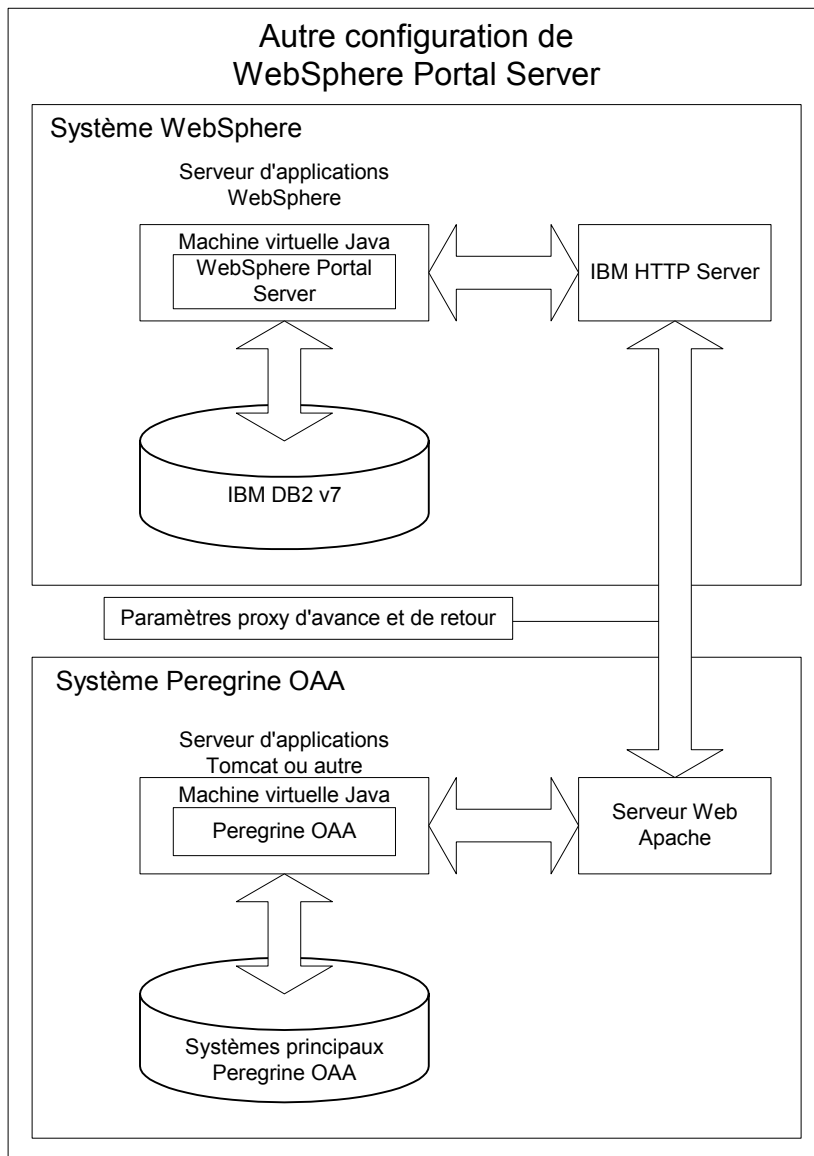 Autre configuration de
WebSphere Portal Server
Système WebSphere
Serveur d'applications
WebSphere
Machine virtuelle Java
WebSphere Portal
Server
IBM HTTP Server
IBM DB2 v7
Paramètres proxy d'avance et de retour
Système Peregrine OAA
Serveur d'applications
Tomcat ou autre
Machine virtuelle Java
Peregrine OAA
Serveur Web
Apache
Systèmes principaux
Peregrine OAA